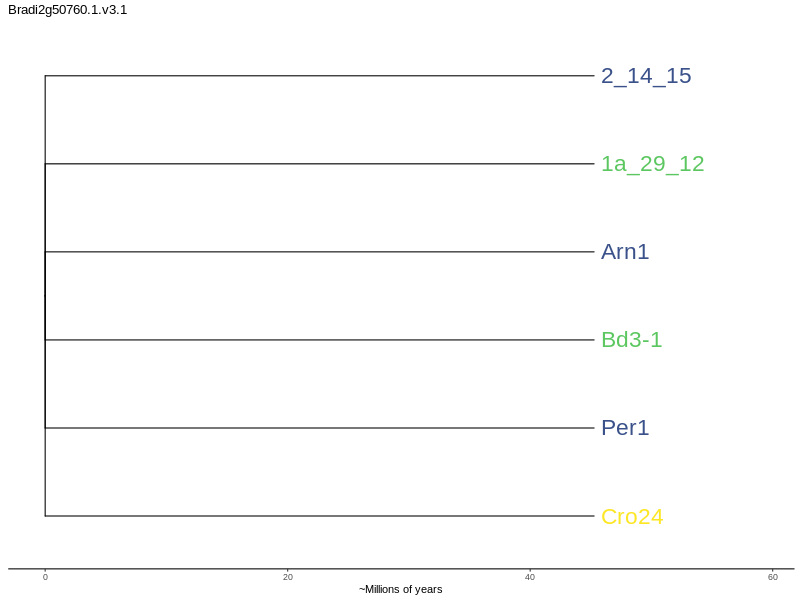 Bradi2g50760.1.v3.1
2_14_15
1a_29_12
Arn1
Bd3-1
Per1
Cro24
0 20 40 60
~Millions of years